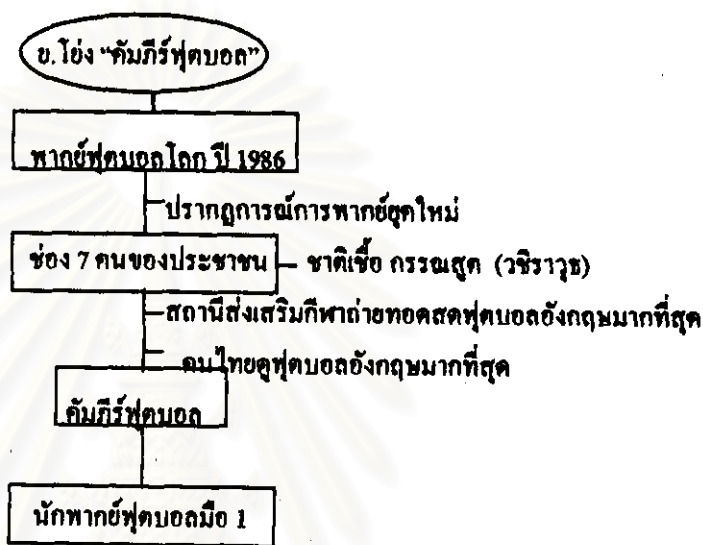 ย. โย่ง “คัมภีร์ฟุตบอล”
พากย์ฟุตบอลโลก ปี 1986
ปรากฏการณ์การพากย์ยุคใหม่
ช่อง 7 คนของประชาชน
ชาติเชื้อ กรรณสูต (วชิราวุธ)
สถานีส่งเสริมกีฬาถ่ายทอดสดฟุตบอลอังกฤษมากที่สุด
คนไทยดูฟุตบอลอังกฤษมากที่สุด
คัมภีร์ฟุตบอล
นักพากย์ฟุตบอลมือ 1